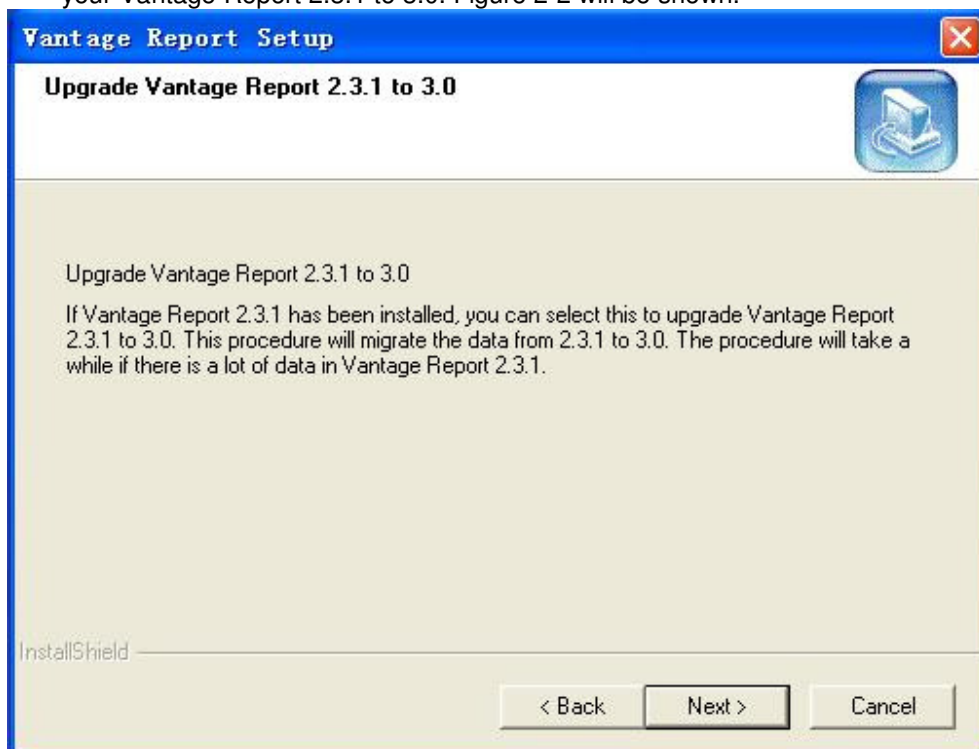 your Vantage Report 2.3.1 to 3.0. Figure 2-2 will be shown.
Vantage Report Setup
Upgrade Vantage Report 2.3.1 to 3.0
Upgrade Vantage Report 2.3.1 to 3.0
If Vantage Report 2.3.1 has been installed, you can select this to upgrade Vantage Report
2.3.1 to 3.0. This procedure will migrate the data from 2.3.1 to 3.0. The procedure will take a
while if there is a lot of data in Vantage Report 2.3.1.
InstallShield
< Back
Next >
Cancel